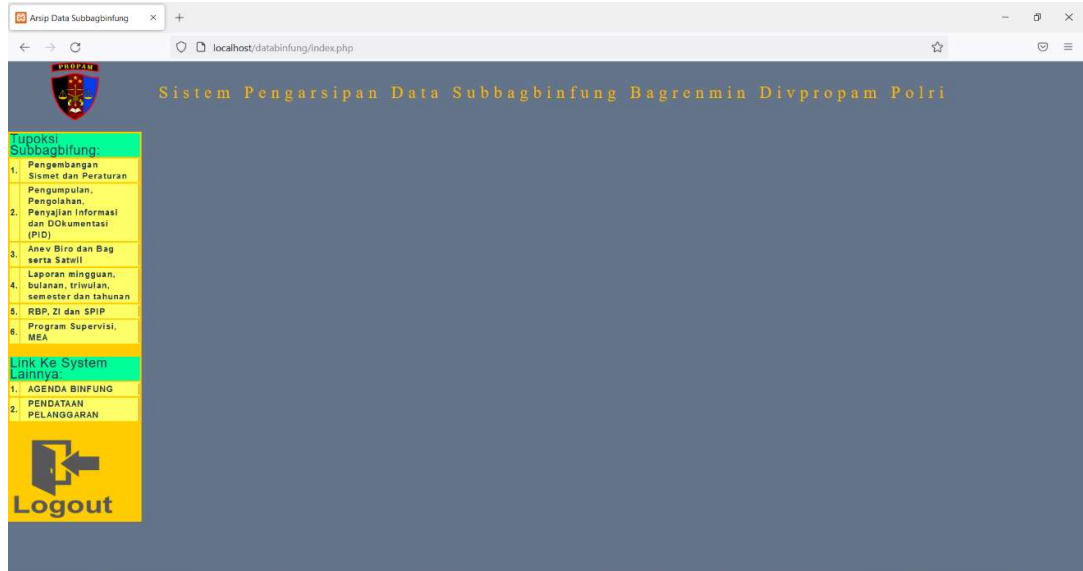 Arsip Data Subbagbinfung
localhost/databinfung/index.php
PROPAM
Sistem Pengarsipan Data Subbagbinfung Bagrenmin Divpropam Polri
Tupoksi
Subbagbifung:
1. Pengembangan
Sismet dan Peraturan
Pengumpulan,
Pengolahan,
2. Penyajian Informasi
dan DOkumentasi
(PID)
3. Anev Biro dan Bag
serta Satwil
Laporan mingguan,
4. bulanan, triwulan,
semester dan tahunan
5. RBP, ZI dan SPIP
6. Program Supervisi,
MEA
Link Ke System
Lainnya:
1. AGENDA BINFUNG
2. PENDATAAN
PELANGGARAN
Logout